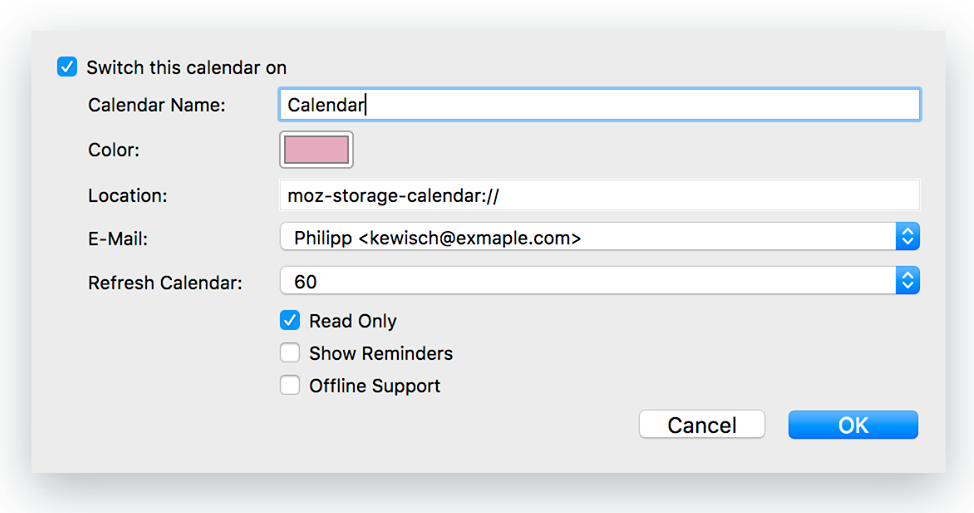 Switch this calendar on
Calendar Name: Calendar
Color:
Location: moz-storage-calendar://
E-Mail: Philipp <kewisch@exmaple.com>
Refresh Calendar: 60
Read Only
Show Reminders
Offline Support
Cancel OK